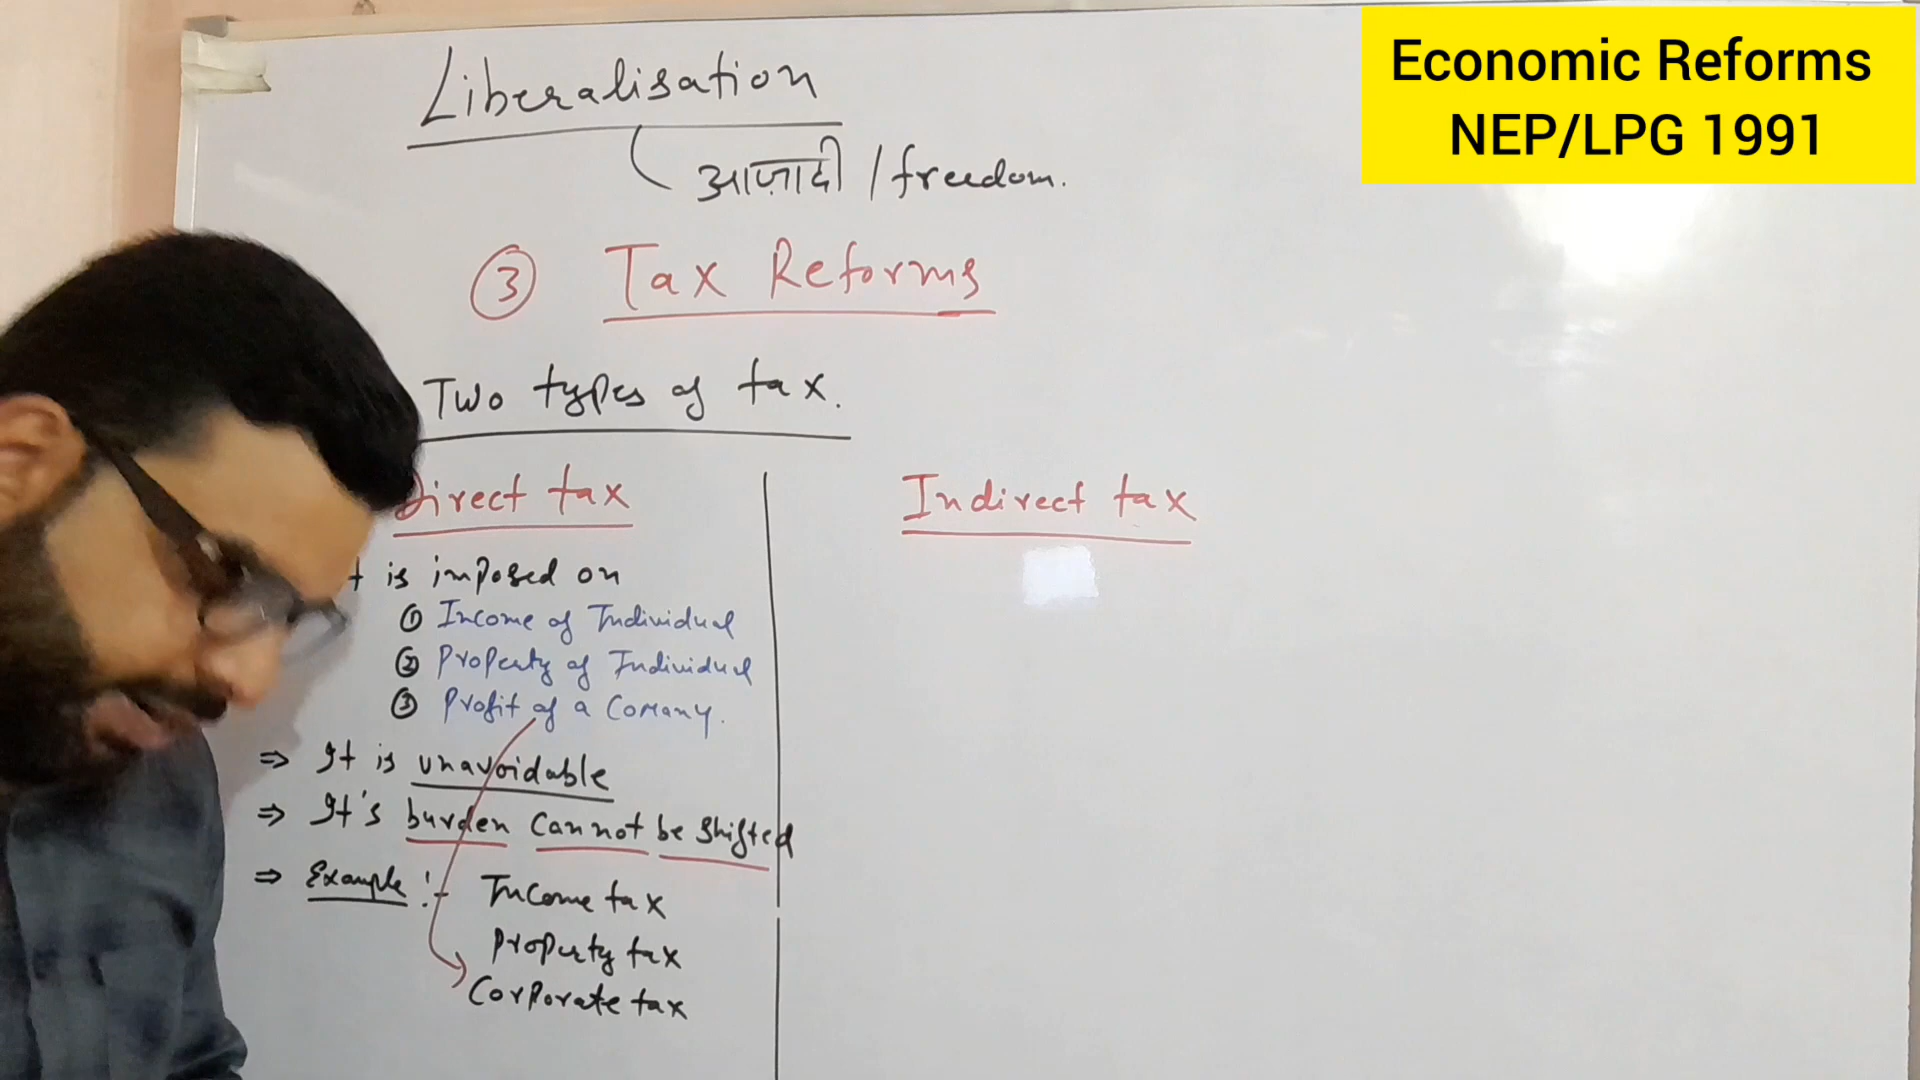 Liberalisation
आज़ादी / freedom.
③ Tax Reforms
Two types of tax.
Direct tax
t is imposed on
① Income of Individual
② Property of Individual
③ Profit of a Comany.
⇒ It is unavoidable
⇒ It's burden cannot be shifted
⇒ Example :- Income tax
Property tax
Corporate tax
Indirect tax
Economic Reforms
NEP/LPG 1991